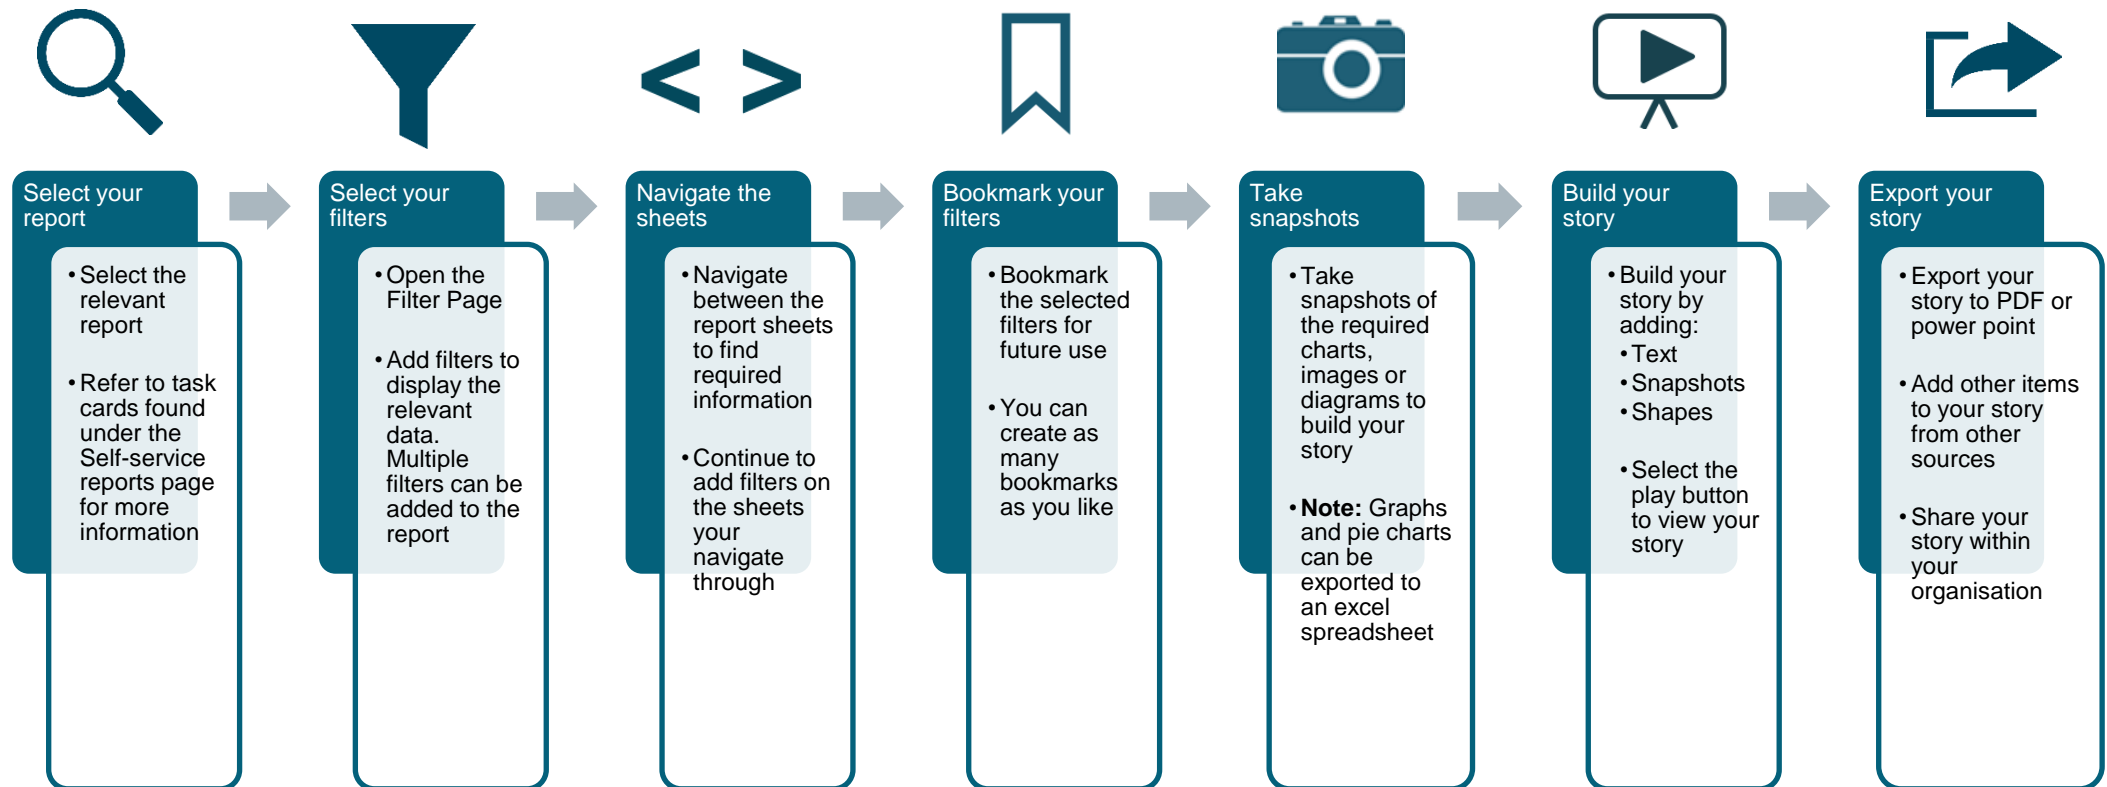 Select your
report
• Select the
relevant
report
• Refer to task
cards found
under the
Self-service
reports page
for more
information
Select your
filters
• Open the
Filter Page
• Add filters to
display the
relevant
data.
Multiple
filters can be
added to the
report
< >
Navigate the
sheets
• Navigate
between the
report sheets
to find
required
information
• Continue to
add filters on
the sheets
your
navigate
through
Bookmark your
filters
• Bookmark
the selected
filters for
future use
• You can
create as
many
bookmarks
as you like
Take
snapshots
• Take
snapshots of
the required
charts,
images or
diagrams to
build your
story
• Note: Graphs
and pie charts
can be
exported to
an excel
spreadsheet
Build your
story
• Build your
story by
adding:
• Text
• Snapshots
• Shapes
• Select the
play button
to view your
story
Export your
story
• Export your
story to PDF or
power point
• Add other items
to your story
from other
sources
• Share your
story within
your
organisation